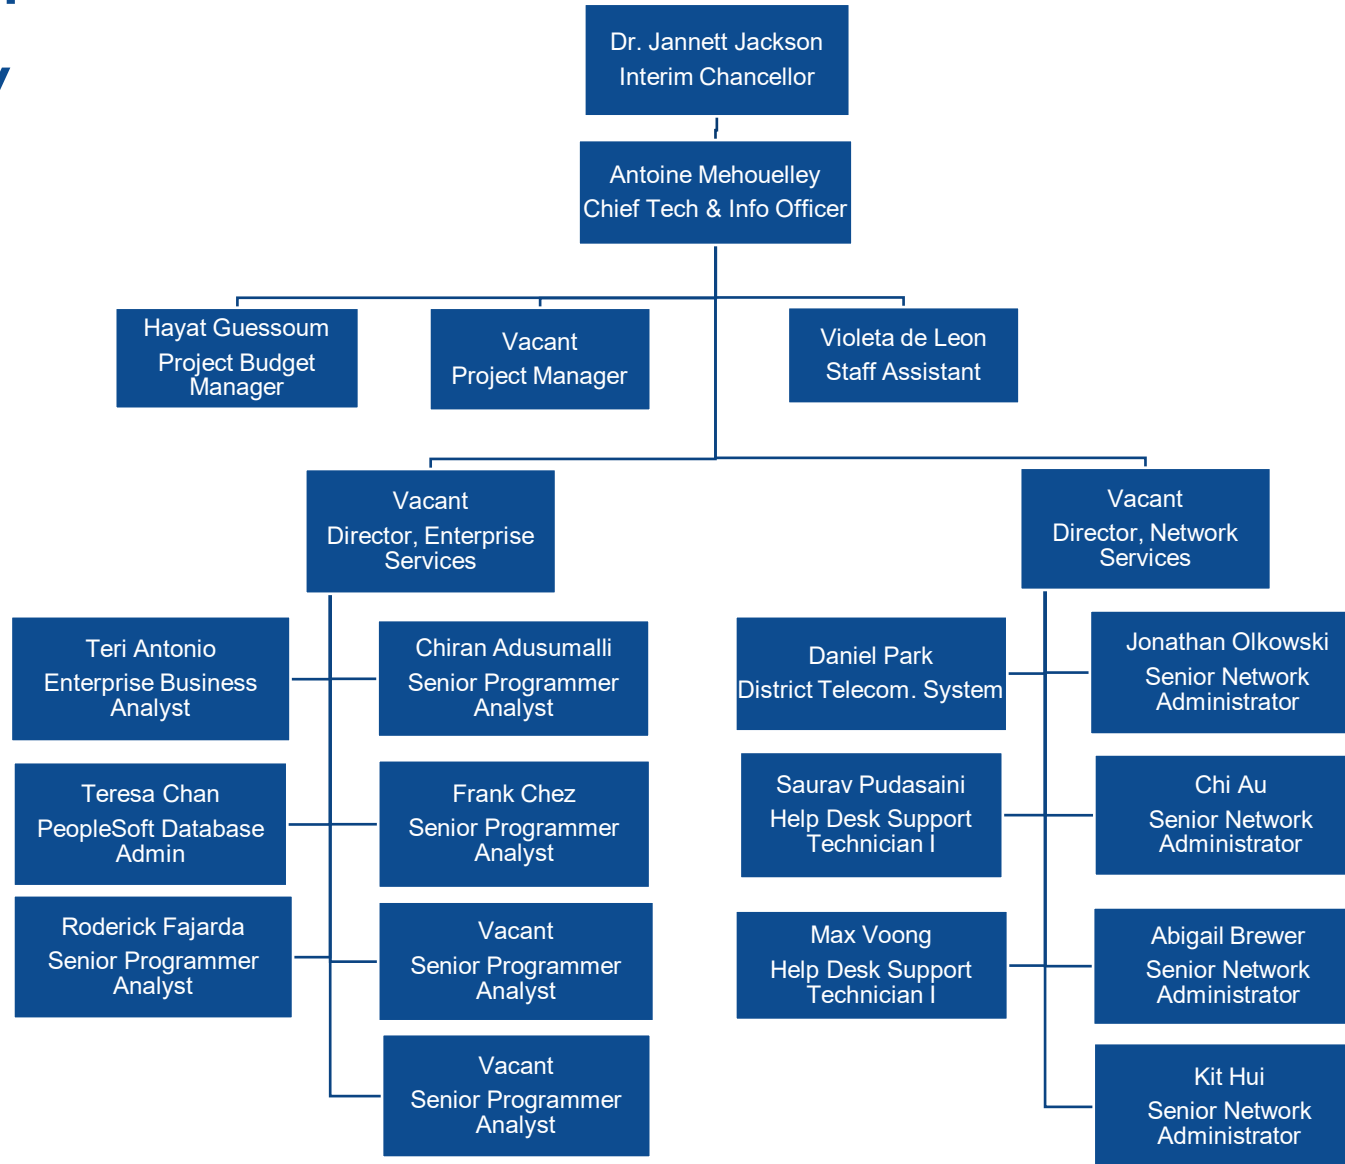 Dr. Jannett Jackson
Interim Chancellor
Antoine Mehouelley
Chief Tech & Info Officer
Hayat Guessoum
Project Budget
Manager
Vacant
Project Manager
Violeta de Leon
Staff Assistant
Vacant
Director, Enterprise
Services
Vacant
Director, Network
Services
Teri Antonio
Enterprise Business
Analyst
Chiran Adusumalli
Senior Programmer
Analyst
Daniel Park
District Telecom. System
Jonathan Olkowski
Senior Network
Administrator
Teresa Chan
PeopleSoft Database
Admin
Frank Chez
Senior Programmer
Analyst
Saurav Pudasaini
Help Desk Support
Technician I
Chi Au
Senior Network
Administrator
Roderick Fajarda
Senior Programmer
Analyst
Vacant
Senior Programmer
Analyst
Max Voong
Help Desk Support
Technician I
Abigail Brewer
Senior Network
Administrator
Vacant
Senior Programmer
Analyst
Kit Hui
Senior Network
Administrator